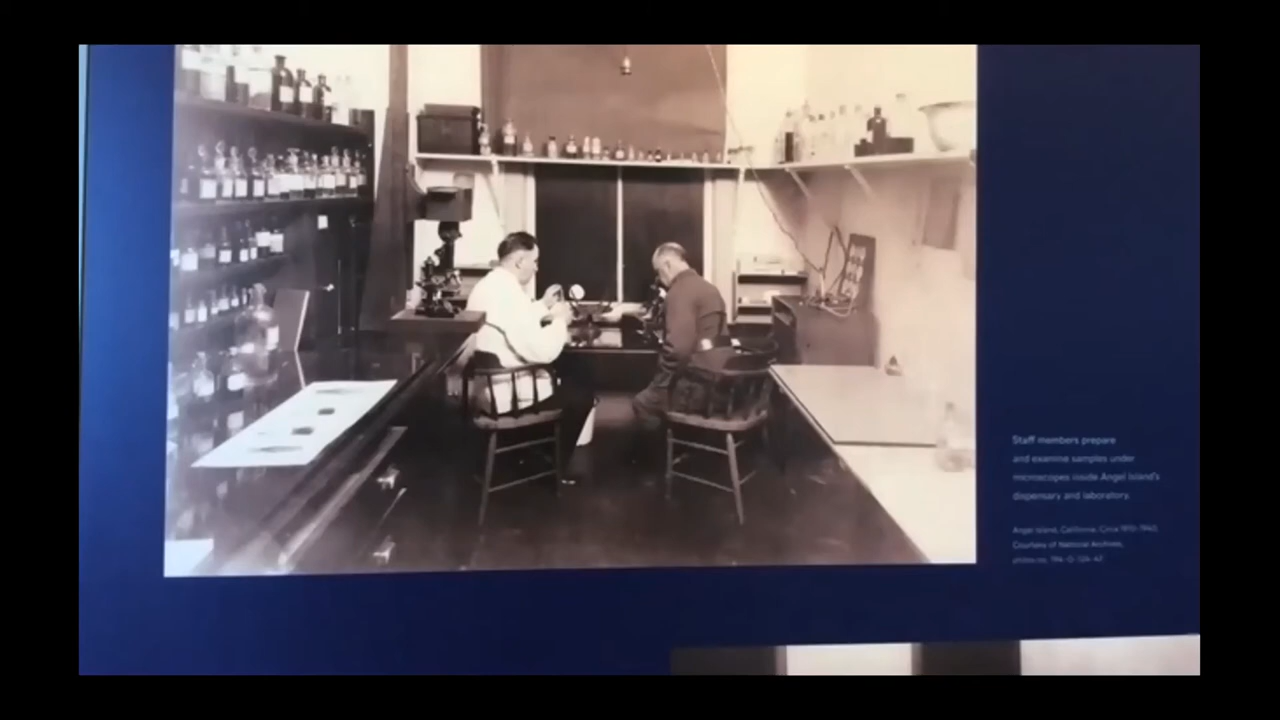 Staff members prepare
and examine samples under
microscopes inside Angel Island's
dispensary and laboratory.
Angel Island, California. Circa 1910-1940.
Courtesy of National Archives,